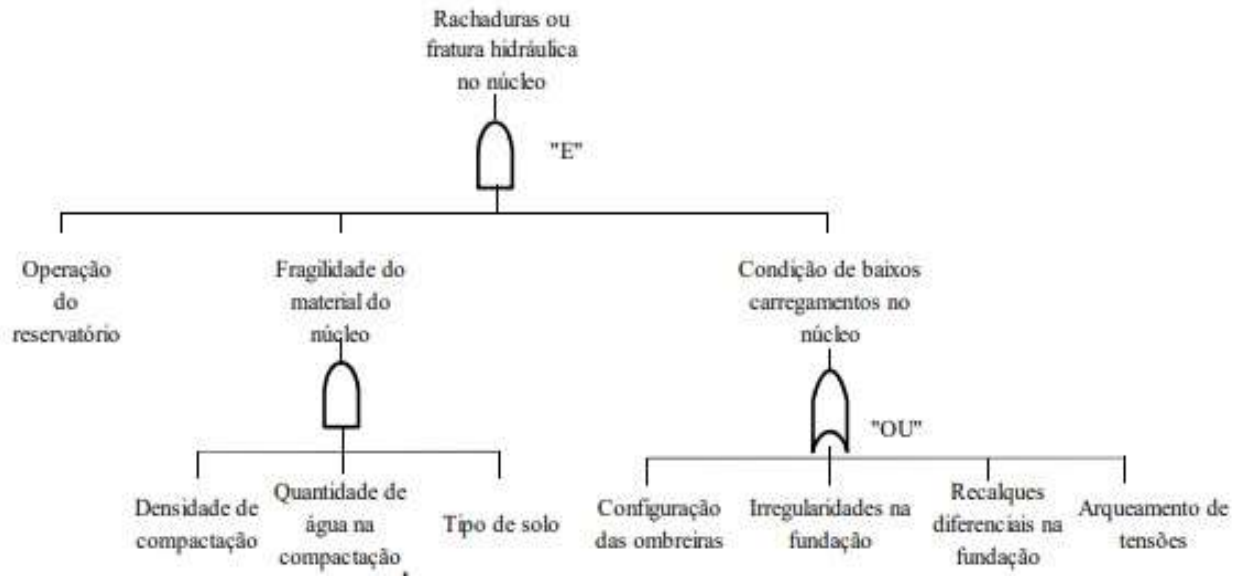 Rachaduras ou
fratura hidráulica
no núcleo
"E"
Operação
do
reservatório
Fragilidade do
material do
núcleo
Condição de baixos
carregamentos no
núcleo
"OU"
Densidade de
compactação
Quantidade de
água na
compactação
Tipo de solo
Configuração
das ombreiras
Irregularidades na
fundação
Recalques
diferenciais na
fundação
Arqueamento de
tensões